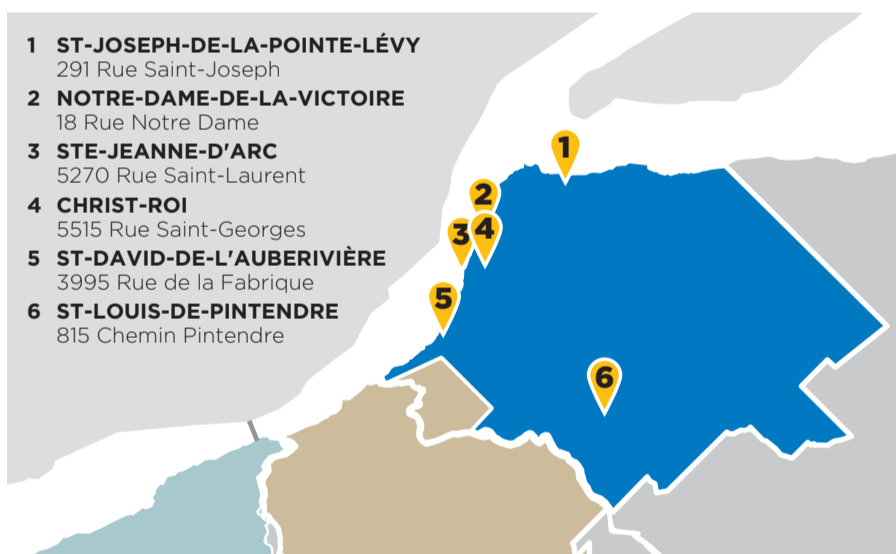 1 ST-JOSEPH-DE-LA-POINTE-LÉVY
291 Rue Saint-Joseph
2 NOTRE-DAME-DE-LA-VICTOIRE
18 Rue Notre Dame
3 STE-JEANNE-D'ARC
5270 Rue Saint-Laurent
4 CHRIST-ROI
5515 Rue Saint-Georges
5 ST-DAVID-DE-L'AUBERIVIÈRE
3995 Rue de la Fabrique
6 ST-LOUIS-DE-PINTENDRE
815 Chemin Pintendre
1
2
3 4
5
6